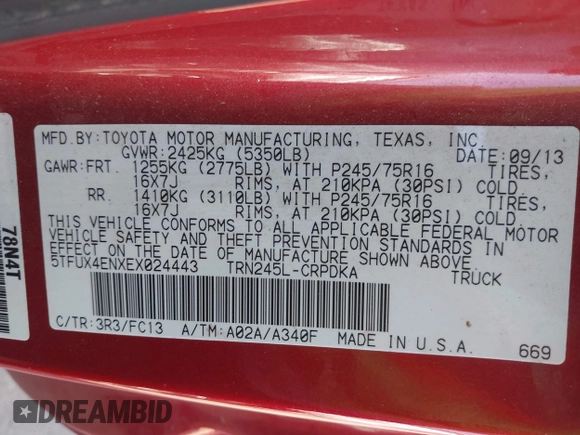 MFD.BY:TOYOTA MOTOR MANUFACTURING, TEXAS, INC.
GVWR:2425KG (5350LB) DATE:09/13
GAWR:FRT. 1255KG (2775LB) WITH P245/75R16 TIRES,
16X7J RIMS, AT 210KPA (30PSI) COLD
RR. 1410KG (3110LB) WITH P245/75R16 TIRES,
16X7J RIMS, AT 210KPA (30PSI) COLD
THIS VEHICLE CONFORMS TO ALL APPLICABLE FEDERAL MOTOR
VEHICLE SAFETY AND THEFT PREVENTION STANDARDS IN
EFFECT ON THE DATE OF MANUFACTURE SHOWN ABOVE.
5TFUX4ENXEX024443 TRN245L-CRPDKA TRUCK
C/TR:3R3/FC13 A/TM:A02A/A340F MADE IN U.S.A.
669
78N4T
DREAMBID